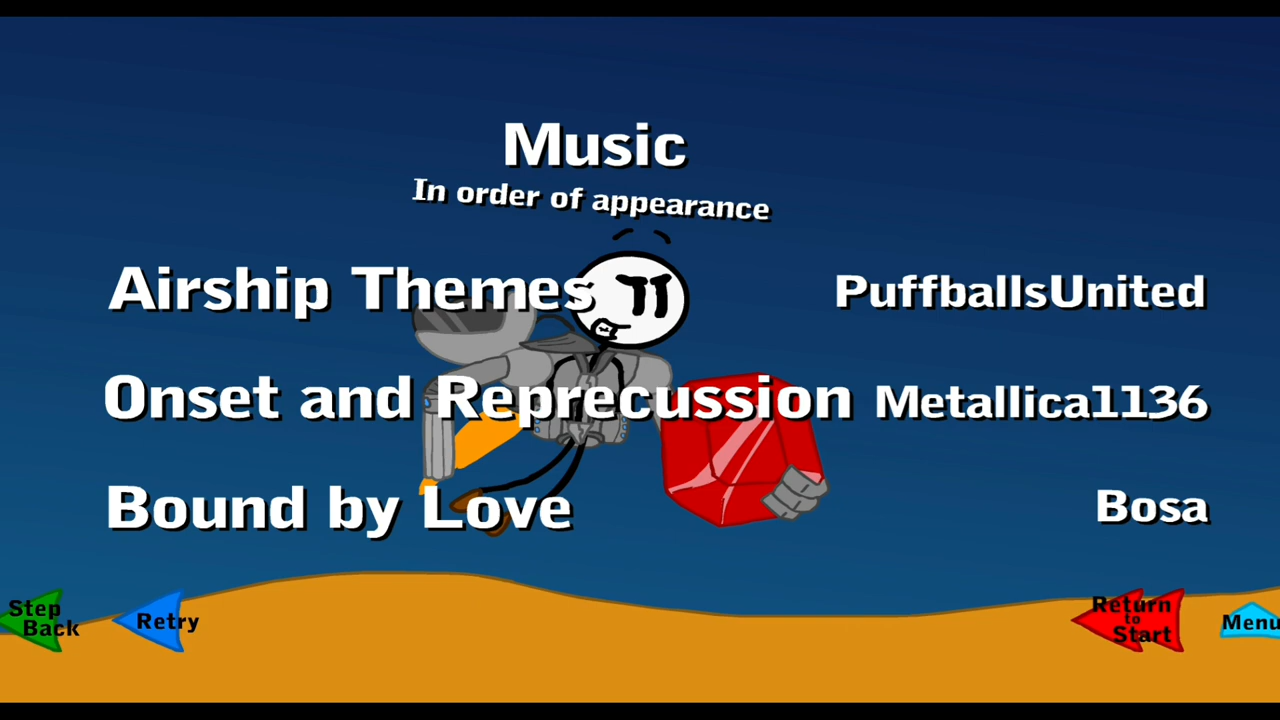 Music
In order of appearance
Airship Themes PuffballsUnited
Onset and Reprecussion Metallica1136
Bound by Love Bosa
Step Back
Retry
Return to Start
Menu